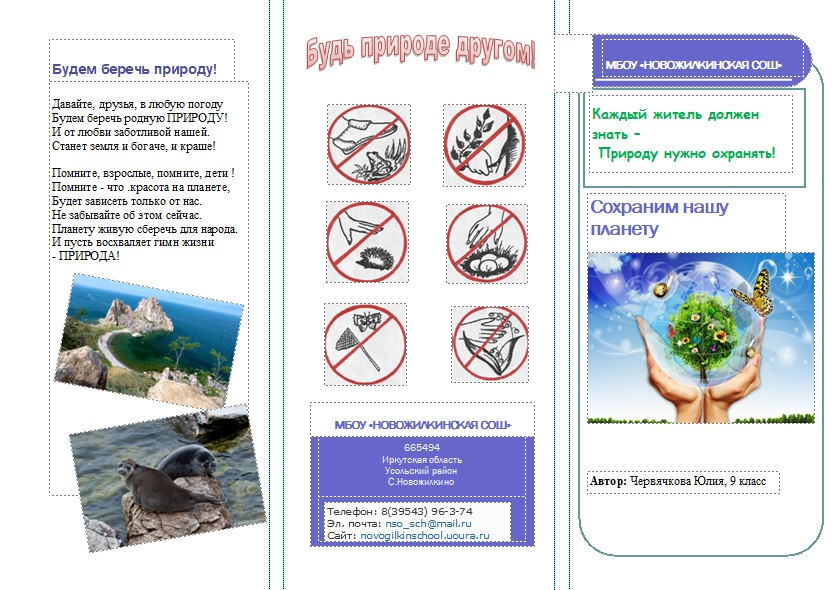 Будем беречь природу!
Давайте, друзья, в любую погоду
Будем беречь родную ПРИРОДУ!
И от любви заботливой нашей.
Станет земля и богаче, и краше!
Помните, взрослые, помните, дети !
Помните - что .красота на планете,
Будет зависеть только от нас.
Не забывайте об этом сейчас.
Планету живую сберечь для народа.
И пусть восхваляет гимн жизни
- ПРИРОДА!
Будь природе другом!
МБОУ «НОВОЖИЛКИНСКАЯ СОШ»
665494
Иркутская область
Усольский район
С.Новожилкино
Телефон: 8(39543) 96-3-74
Эл. почта: nso_sch@mail.ru
Сайт: novogilkinschool.uoura.ru
МБОУ «НОВОЖИЛКИНСКАЯ СОШ»
Каждый житель должен
знать –
Природу нужно охранять!
Сохраним нашу
планету
Автор: Червячкова Юлия, 9 класс